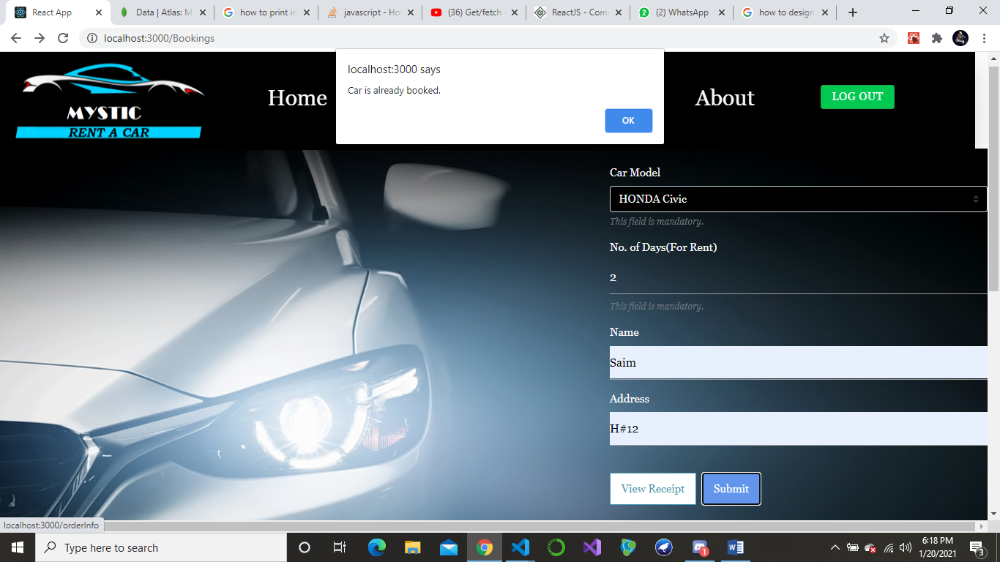 React App
Data | Atlas: M
how to print in
javascript - Ho
(36) Get/fetch
ReactJS - Comp
(2) WhatsApp
how to design
localhost:3000/Bookings
localhost:3000 says
Car is already booked.
OK
MYSTIC
RENT A CAR
Home
About
LOG OUT
Car Model
HONDA Civic
This field is mandatory.
No. of Days(For Rent)
2
This field is mandatory.
Name
Saim
Address
H#12
View Receipt
Submit
localhost:3000/orderInfo
Type here to search
1
6:18 PM
1/20/2021
3